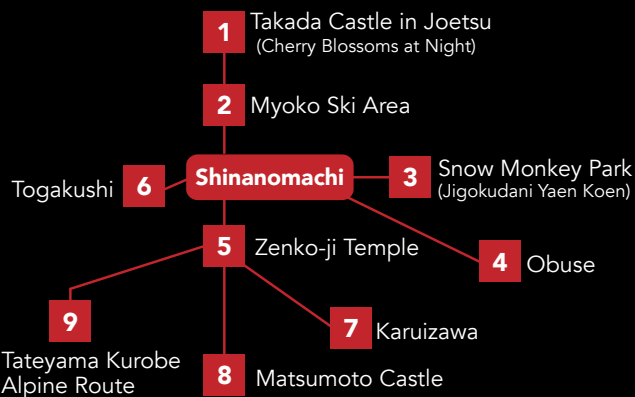 1 Takada Castle in Joetsu
(Cherry Blossoms at Night)
2 Myoko Ski Area
Shinanomachi
3 Snow Monkey Park
(Jigokudani Yaen Koen)
Togakushi 6
5 Zenko-ji Temple
4 Obuse
9
Tateyama Kurobe
Alpine Route
7 Karuizawa
8 Matsumoto Castle